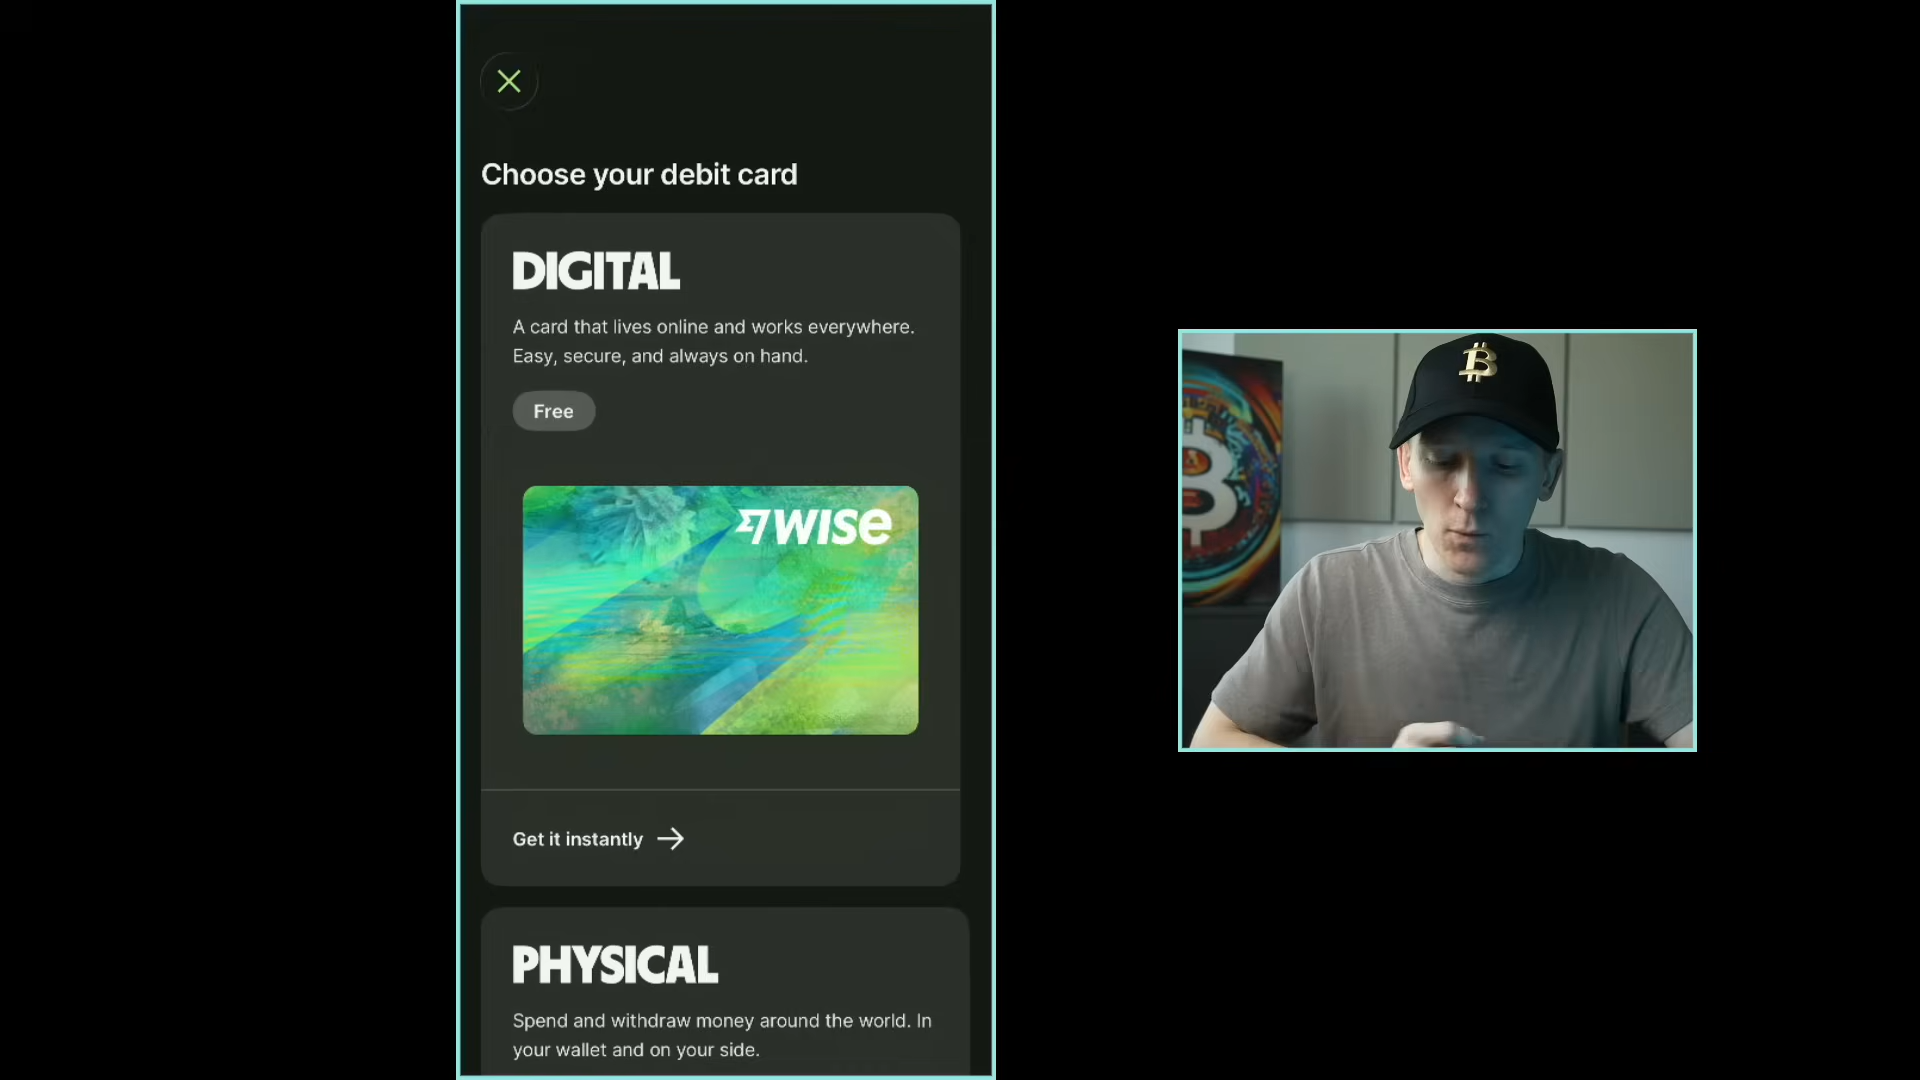 Choose your debit card
DIGITAL
A card that lives online and works everywhere.
Easy, secure, and always on hand.
Free
wise
Get it instantly
PHYSICAL
Spend and withdraw money around the world. In
your wallet and on your side.